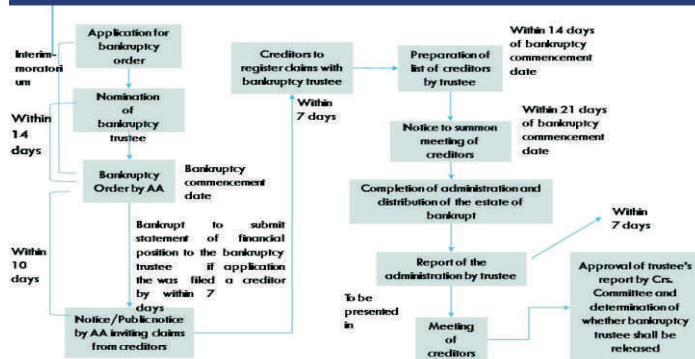 Application for
bankruptcy
order
Interim-
moratori
um
Nomination
of
bankruptcy
trustee
Within
14
days
Bankruptcy
Order by AA
Bankruptcy
commencement
date
Bankrupt to submit
statement of financial
position to the bankruptcy
trustee if application
the was filed a creditor
by within 7
days
Within
10
days
Notice/Public notice
by AA inviting claims
from creditors
Creditors to
register claims with
bankruptcy trustee
Within
7 days
Preparation of
list of creditors
by trustee
Within 14 days
of bankruptcy
commencement
date
Notice to summon
meeting of
creditors
Within 21 days
of bankruptcy
commencement
date
Completion of administration and
distribution of the estate of
bankrupt
Report of the
administration by trustee
Within
7 days
To be
presented
in
Meeting
of
creditors
Approval of trustee's
report by Crs.
Committee and
determination of
whether bankruptcy
trustee shall be
released